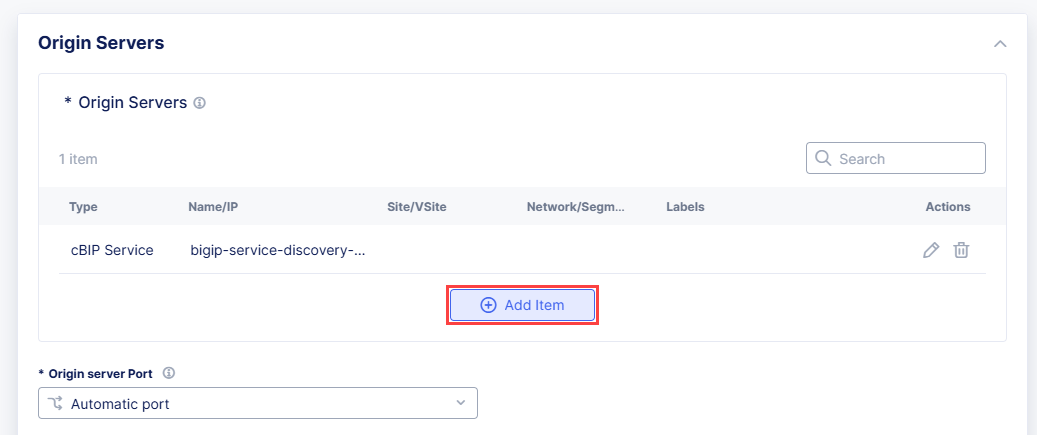 Origin Servers
* Origin Servers
1 item
Search
Type Name/IP Site/VSite Network/Segm... Labels Actions
cBIP Service bigip-service-discovery-...
Add Item
* Origin server Port
Automatic port